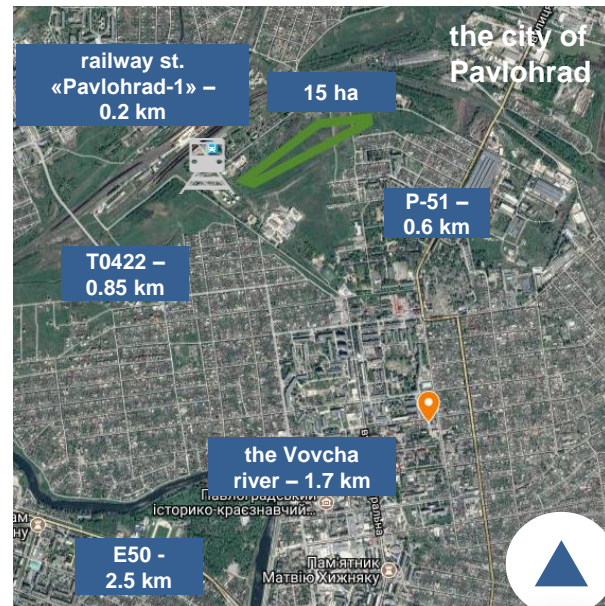 the city of
Pavlohrad
railway st.
«Pavlohrad-1» –
0.2 km
15 ha
P-51 –
0.6 km
T0422 –
0.85 km
the Vovcha
river – 1.7 km
історико-краєзнавчий...
E50 -
2.5 km
Пам'ятник
Матвію Хижняку